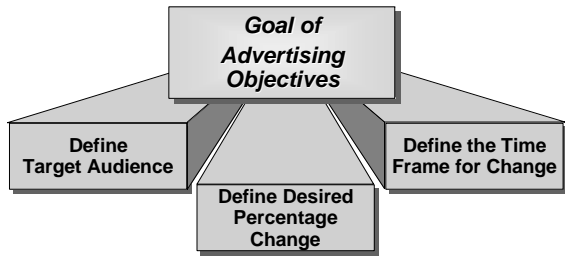 Goal of
Advertising
Objectives
Define
Target Audience
Define Desired
Percentage
Change
Define the Time
Frame for Change